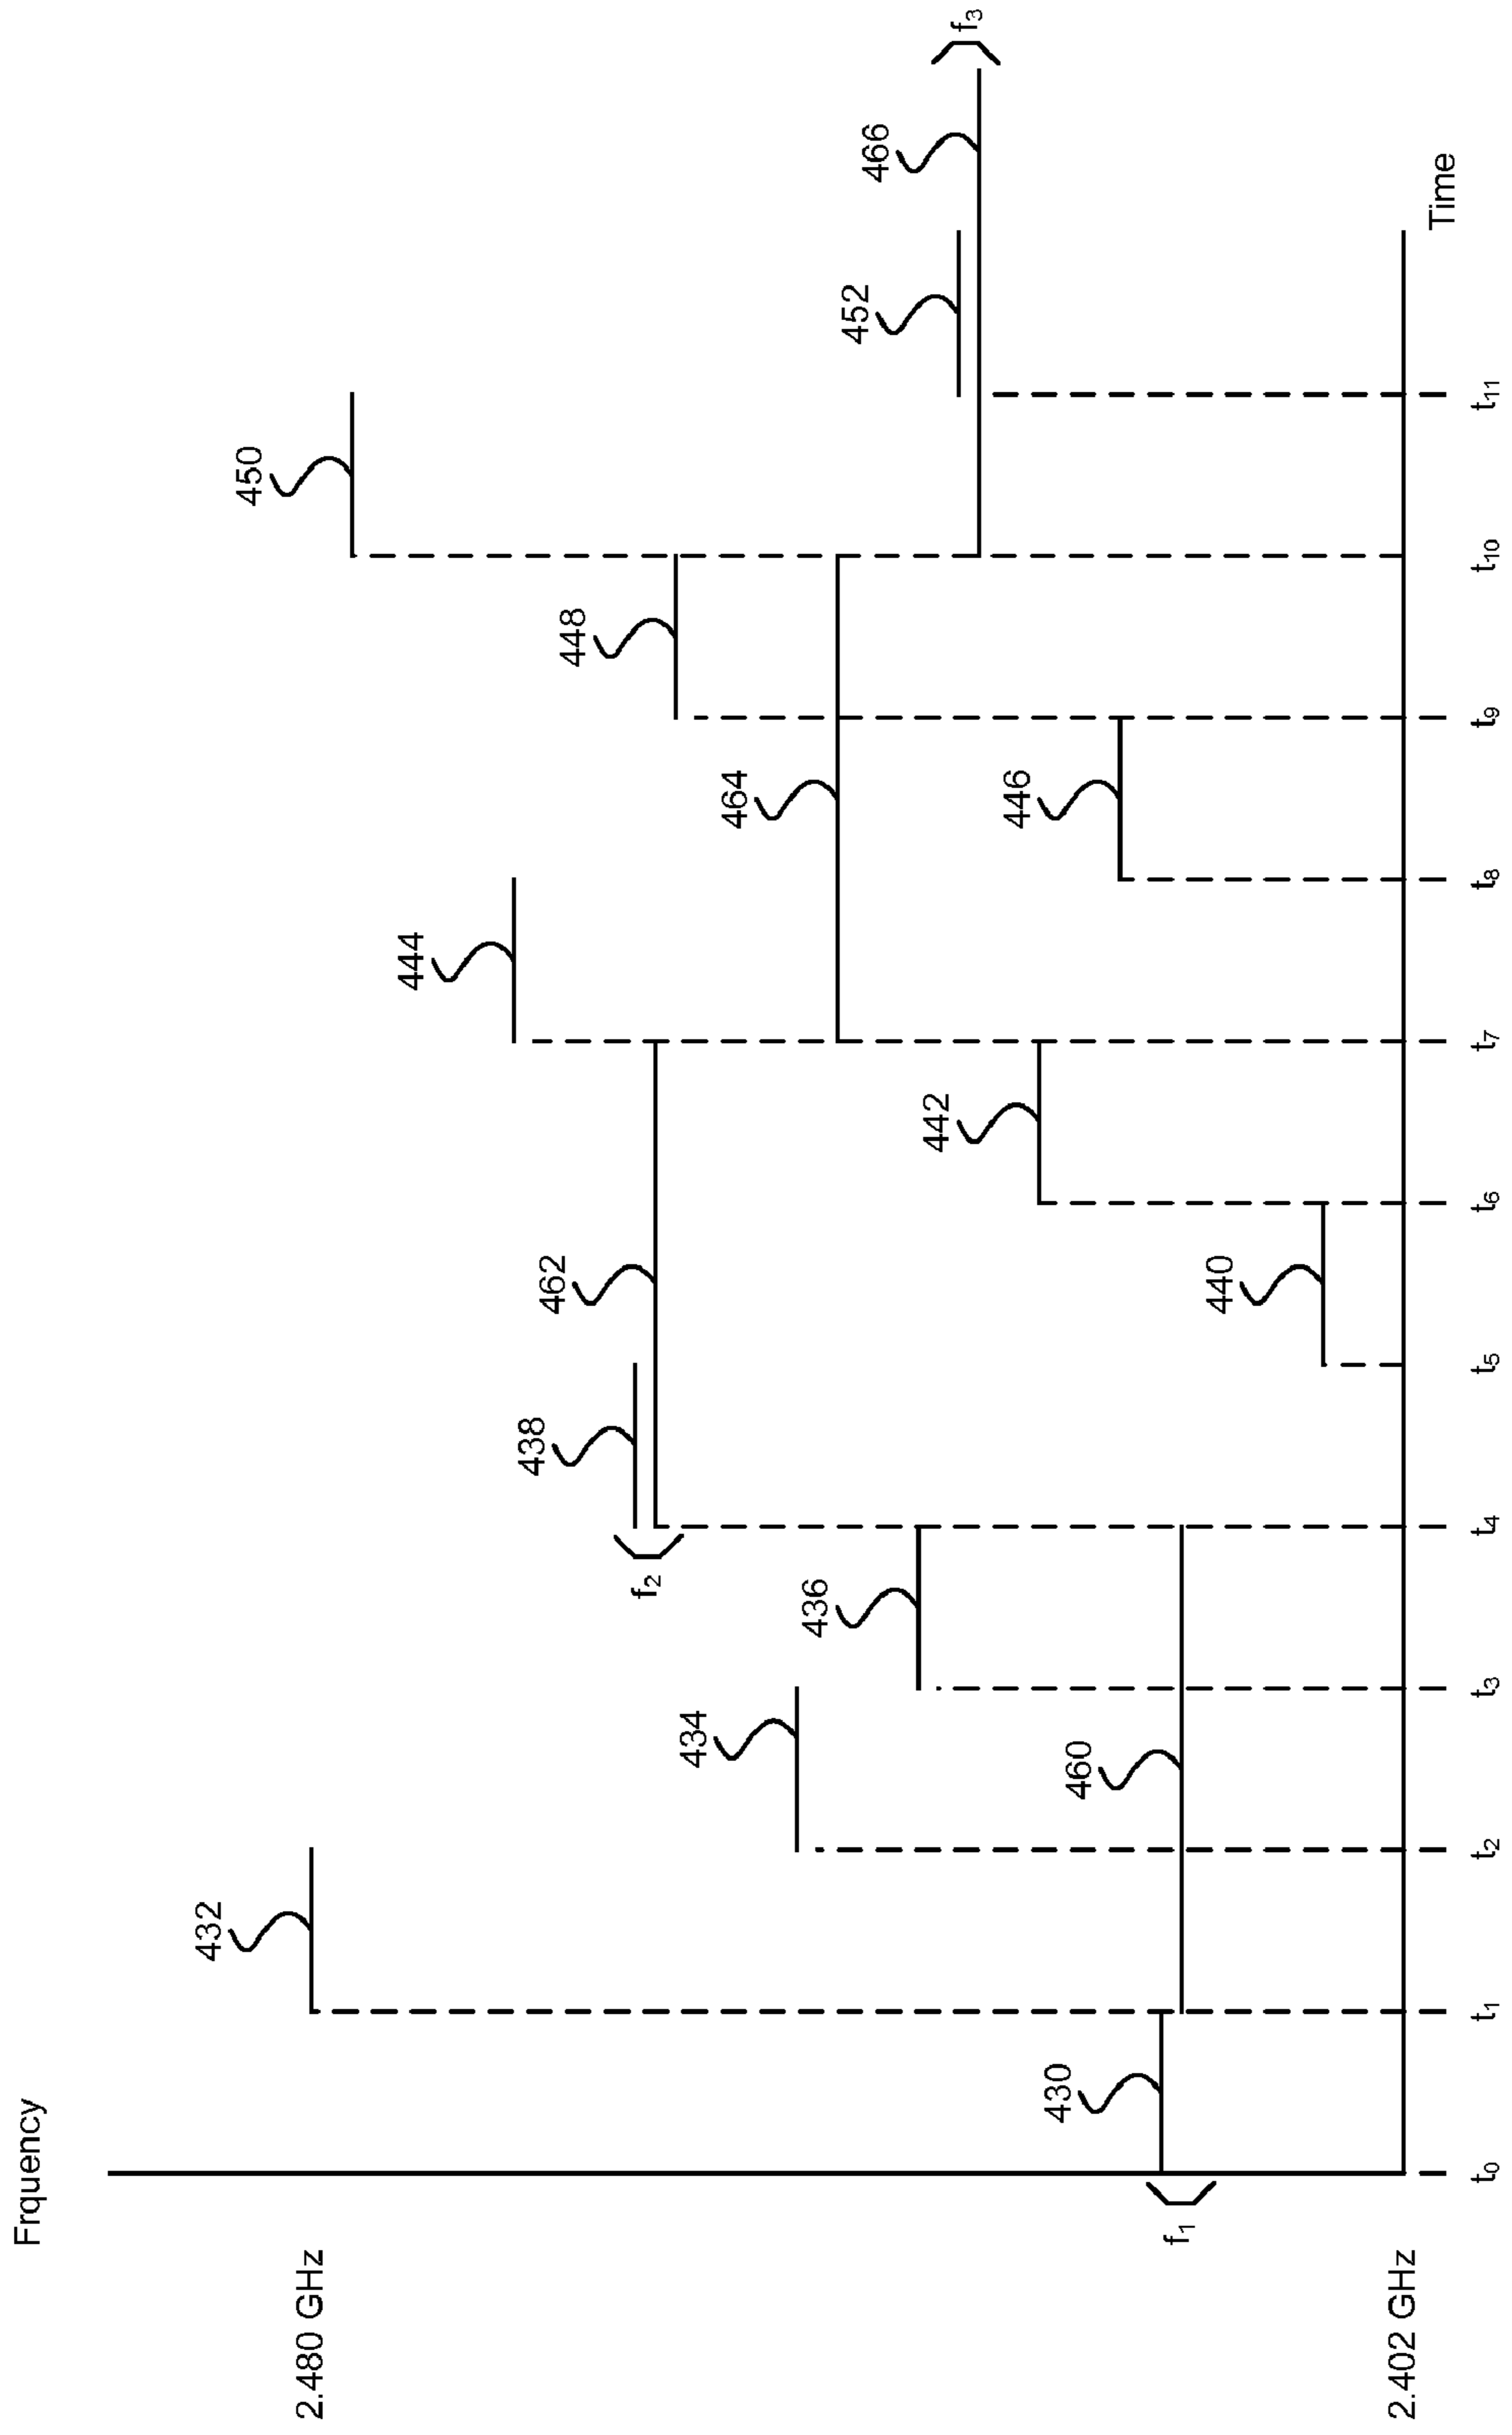 Frquency
2.480 GHz
2.402 GHz
432
450
444
438
448
462
434
464
436
452
466
f₂
f₃
442
446
430
460
440
f₁
t₀
t₁
t₂
t₃
t₄
t₅
t₆
t₇
t₈
t₉
t₁₀
t₁₁
Time